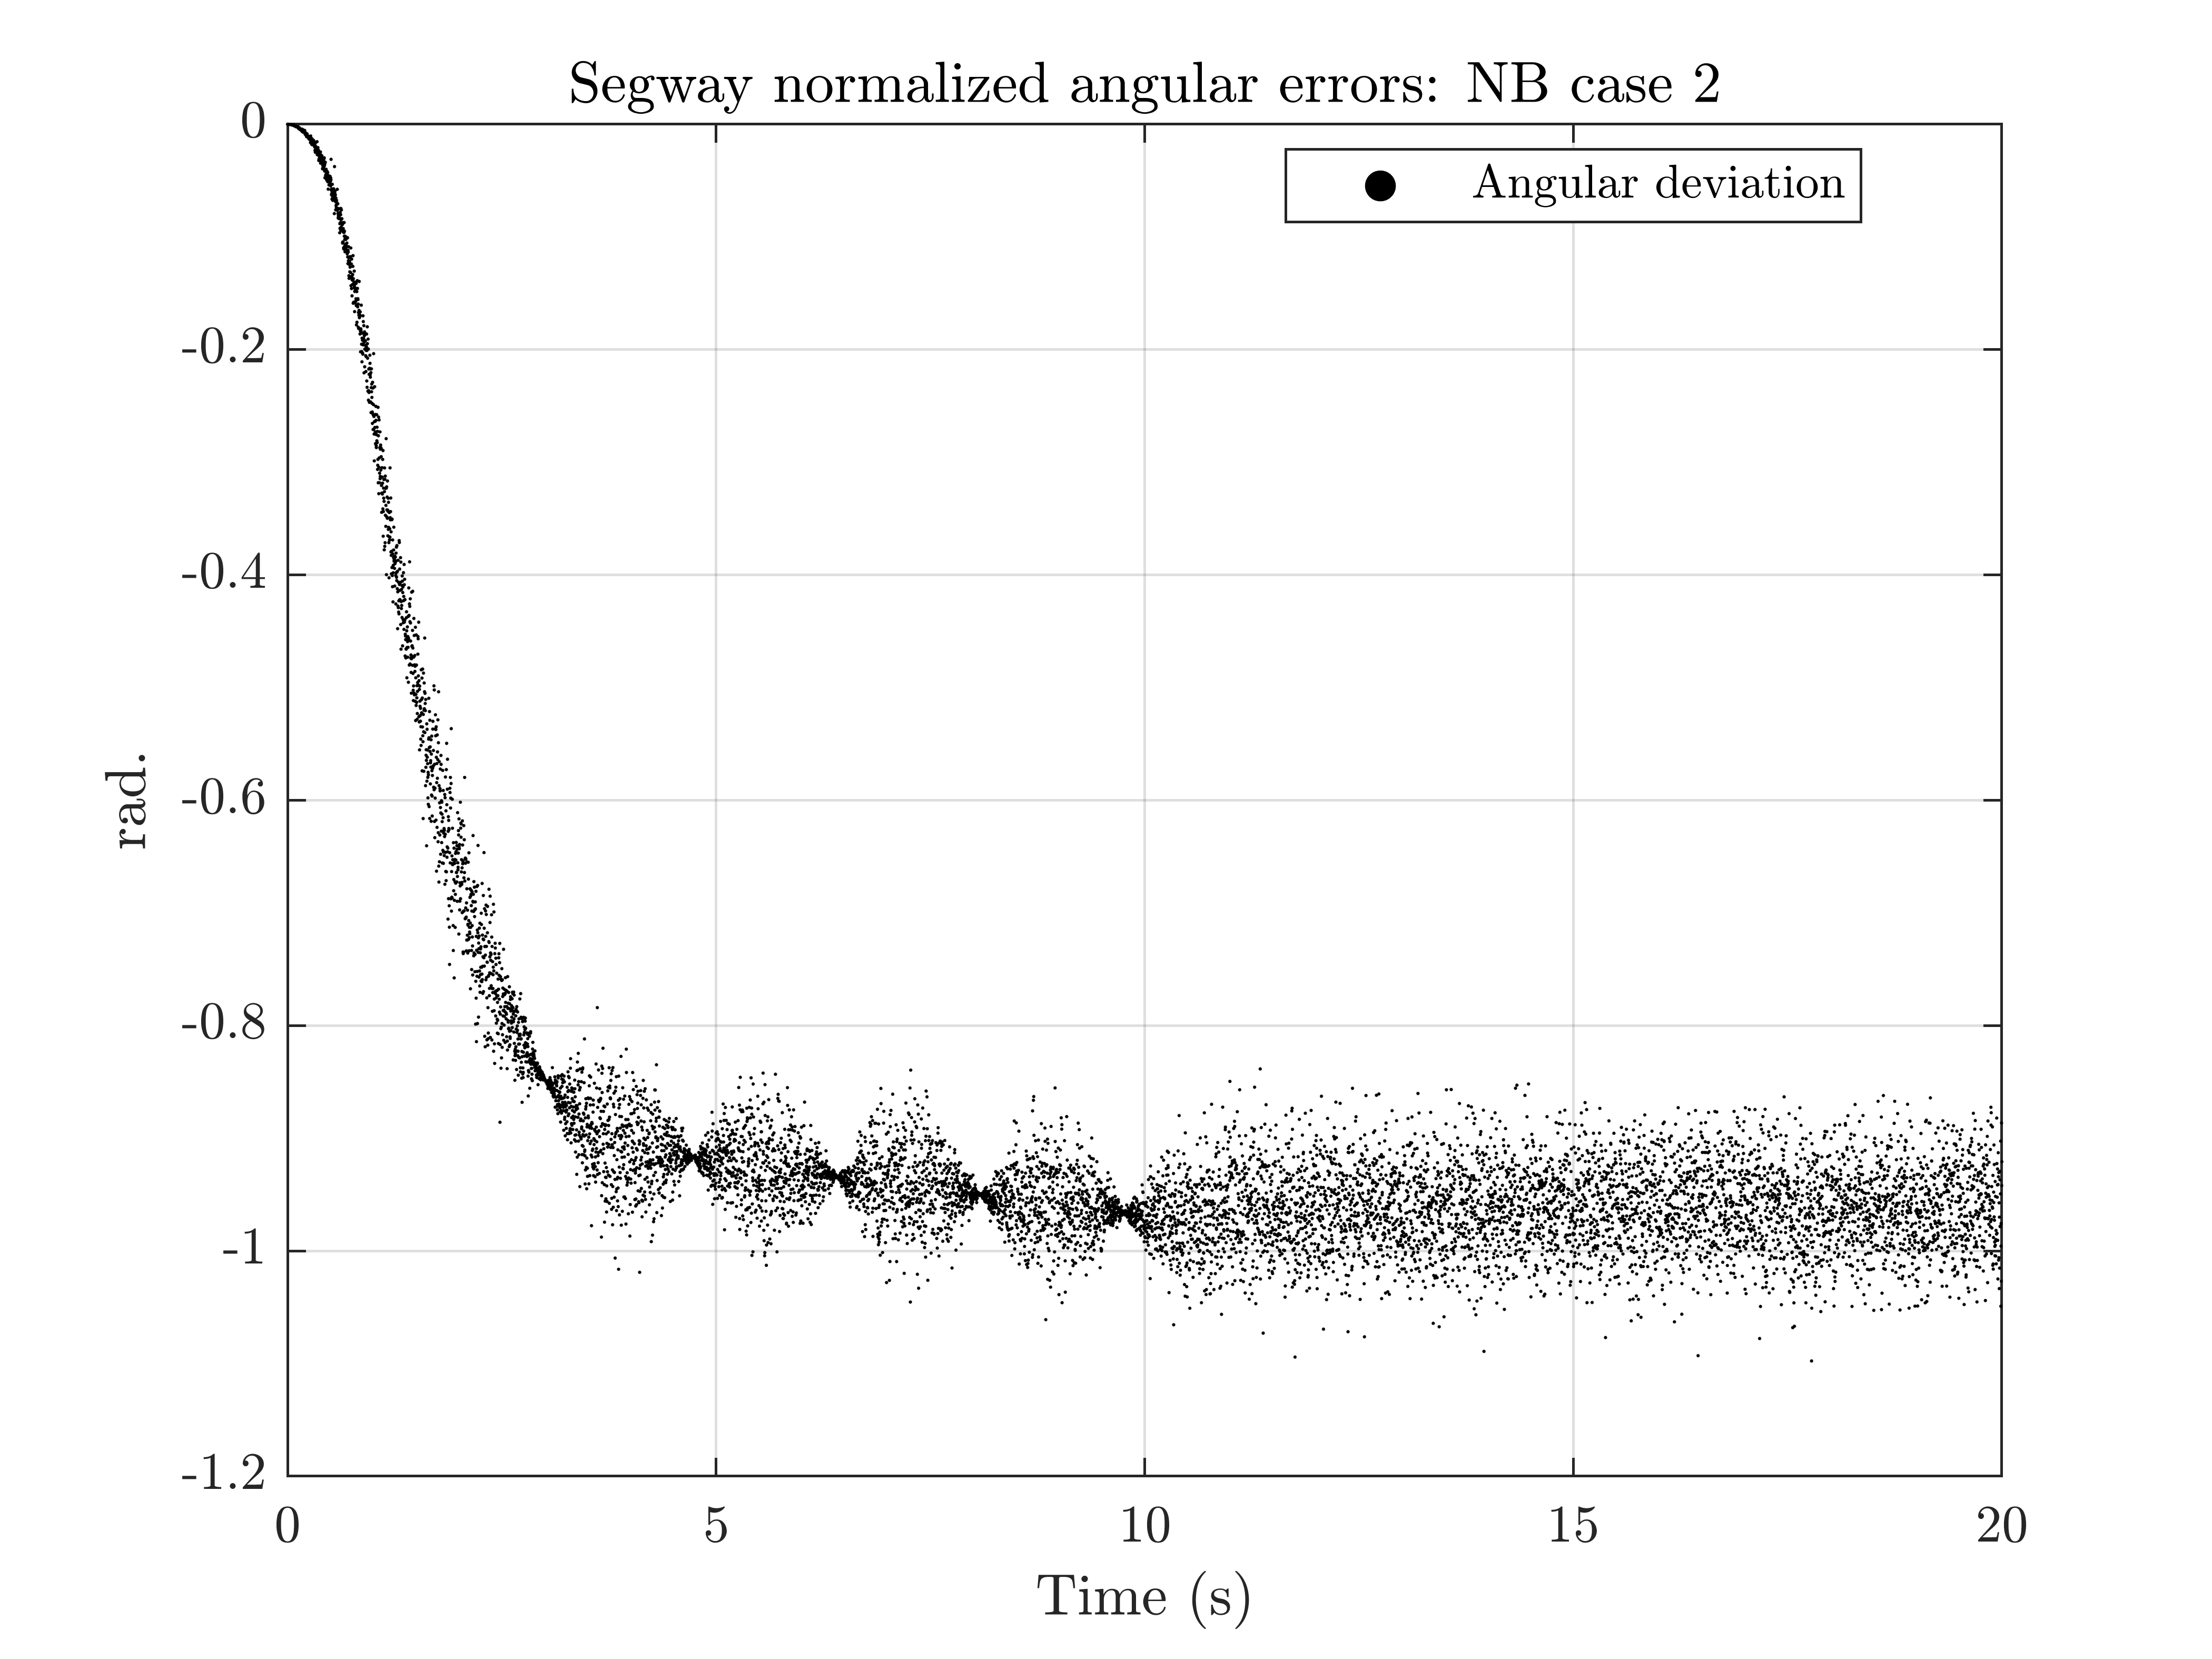 Segway normalized angular errors: NB case 2
Angular deviation
0
-0.2
-0.4
-0.6
-0.8
-1
-1.2
rad.
0 5 10 15 20
Time (s)